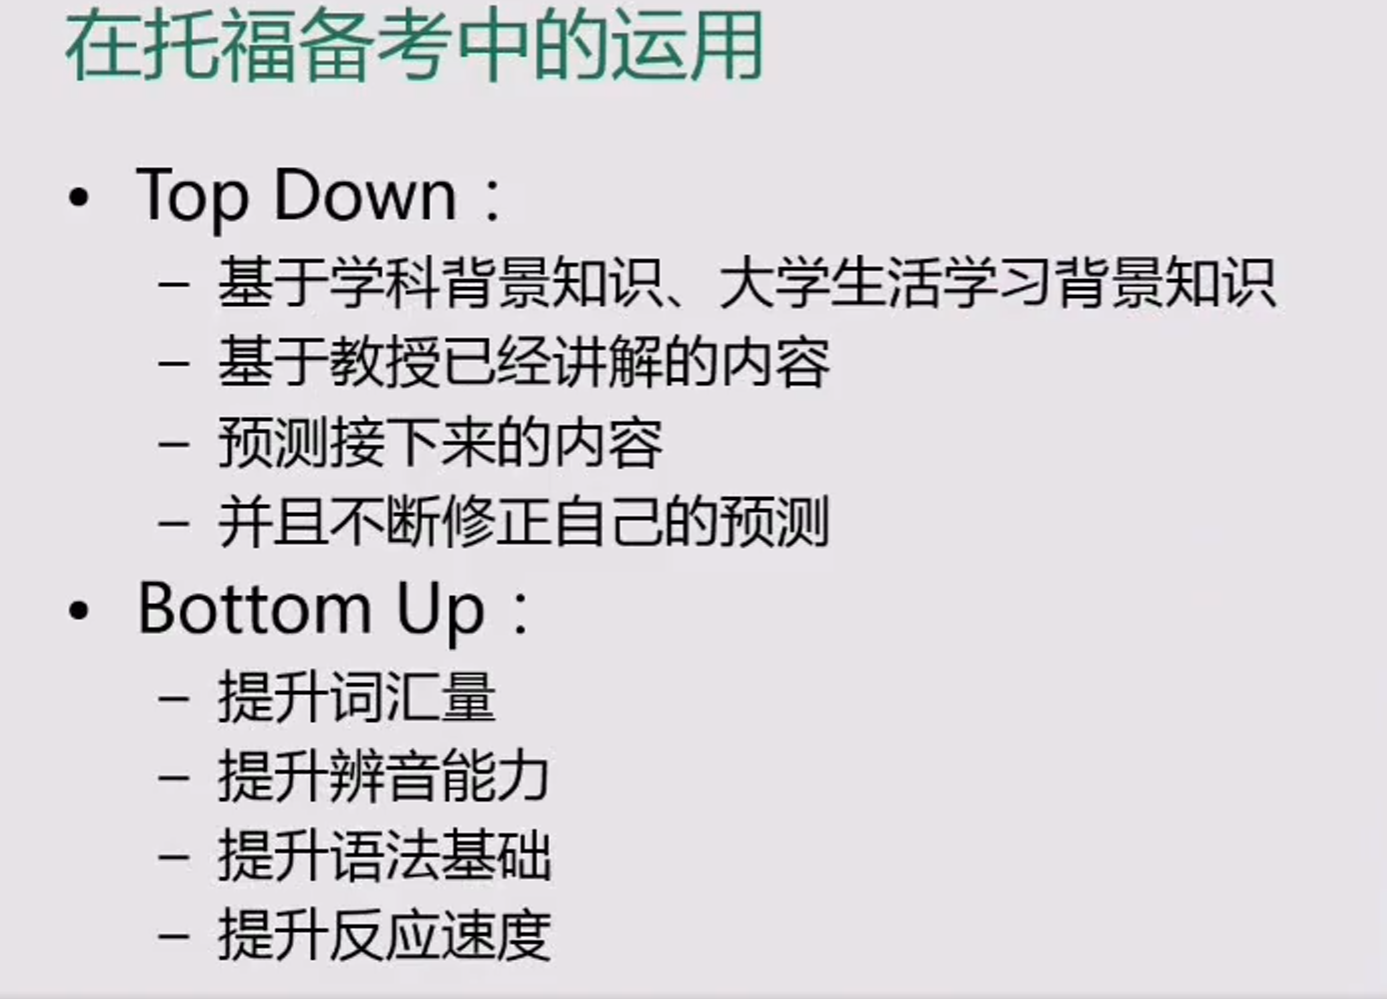 在托福备考中的运用
• Top Down：
– 基于学科背景知识、大学生活学习背景知识
– 基于教授已经讲解的内容
– 预测接下来的内容
– 并且不断修正自己的预测
• Bottom Up：
– 提升词汇量
– 提升辨音能力
– 提升语法基础
– 提升反应速度